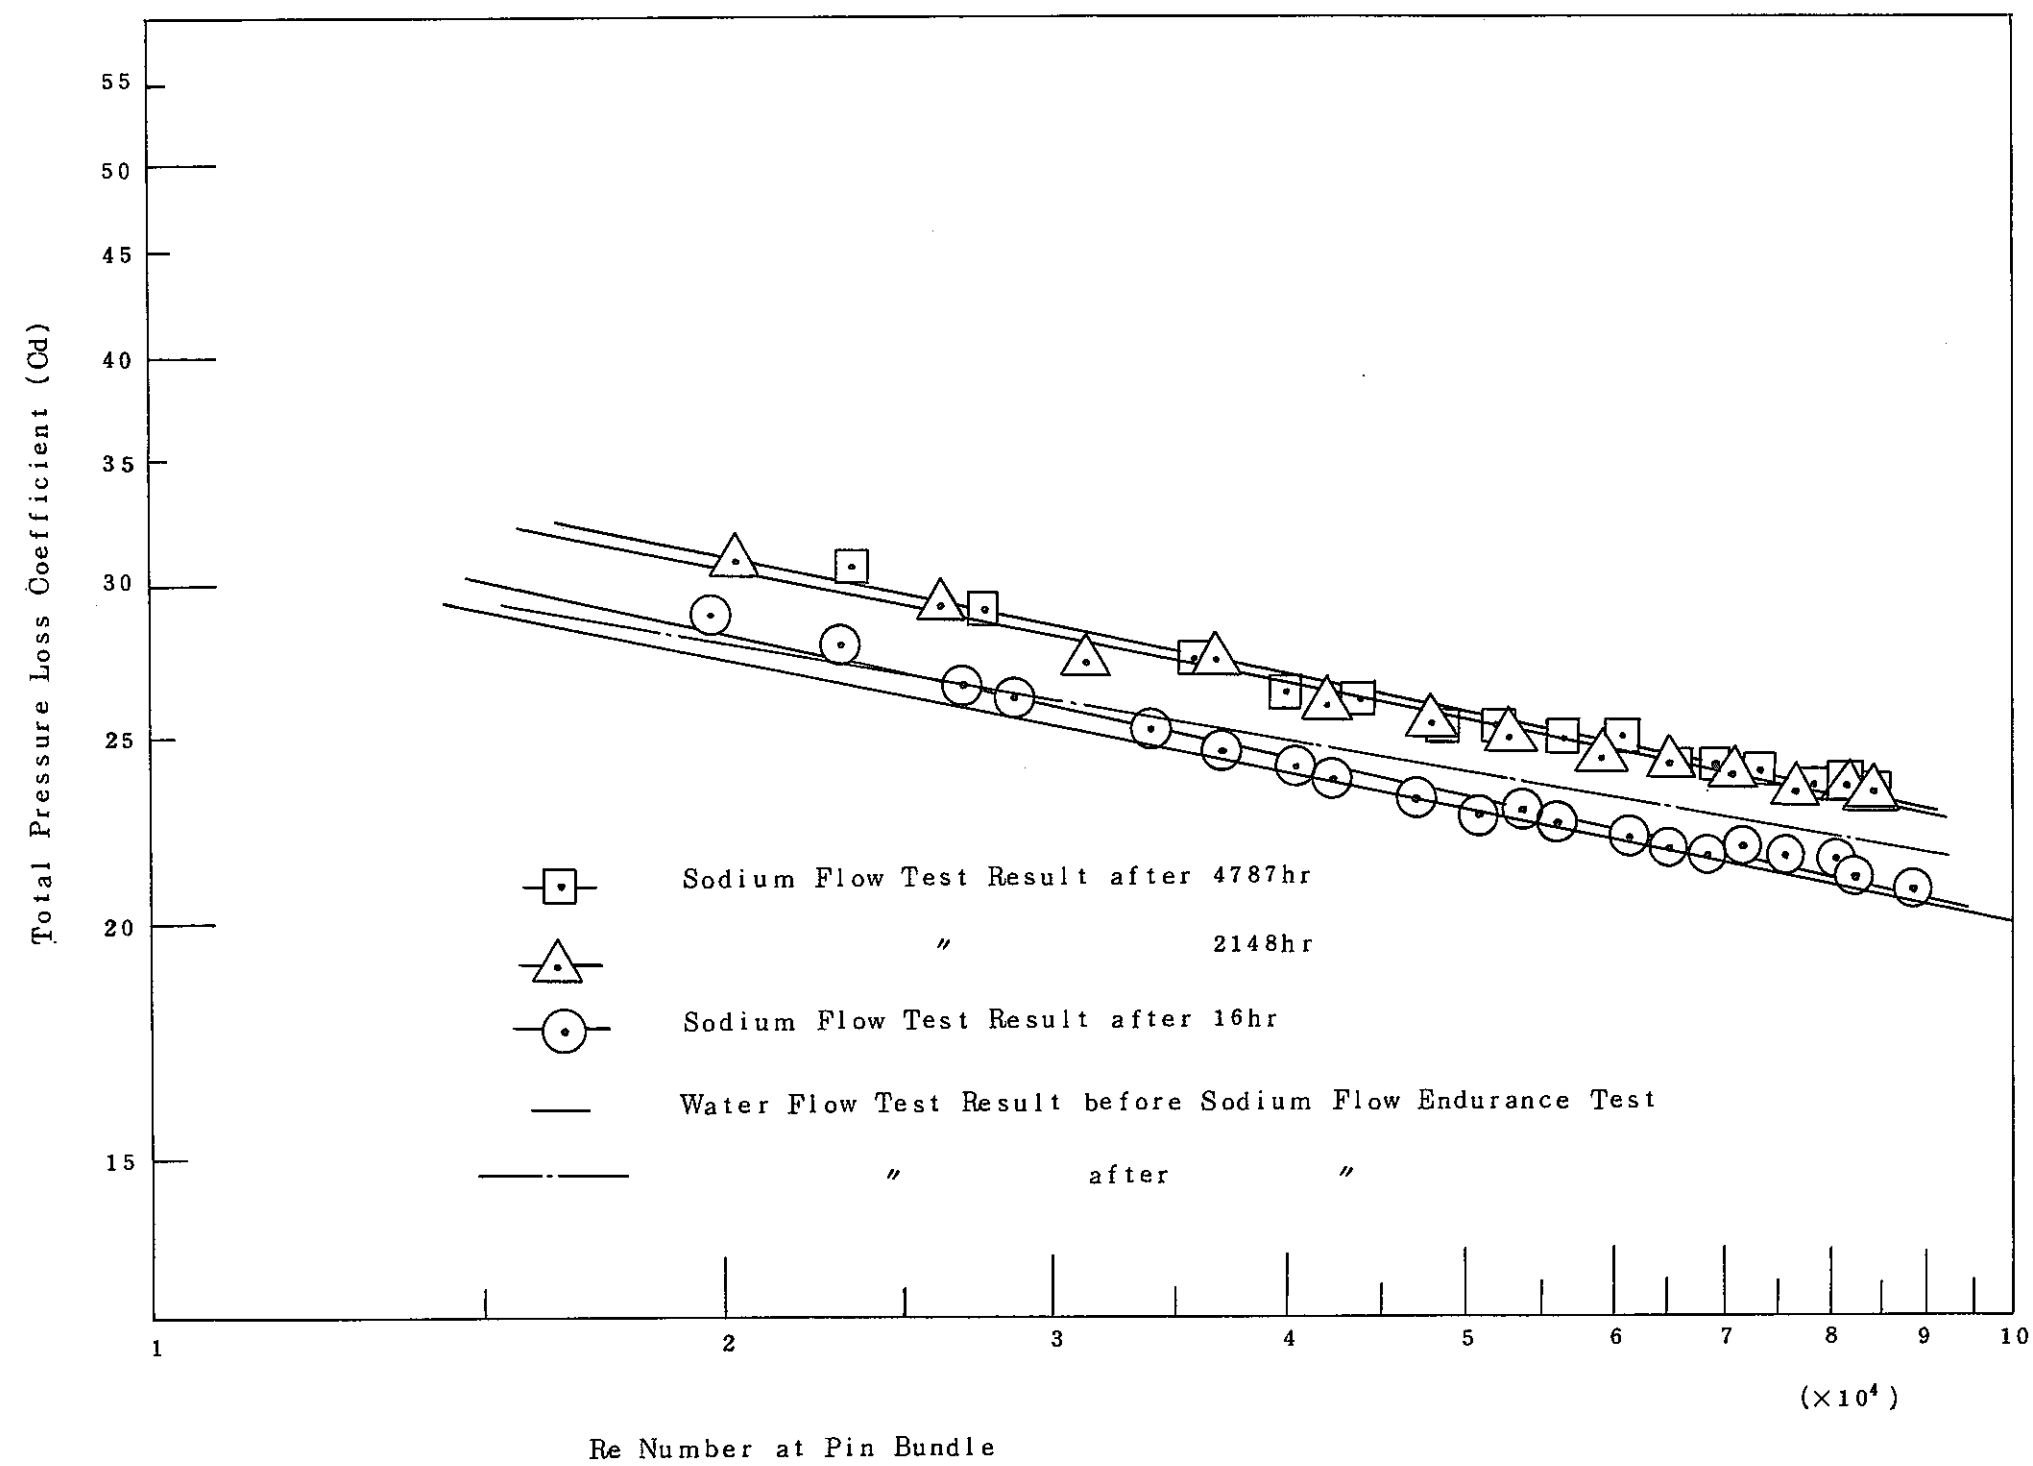 55
50
45
40
35
30
25
20
15
Total Pressure Loss Coefficient (Cd)
Sodium Flow Test Result after 4787hr
〃 2148hr
Sodium Flow Test Result after 16hr
Water Flow Test Result before Sodium Flow Endurance Test
〃 after 〃
1 2 3 4 5 6 7 8 9 10
(×10⁴)
Re Number at Pin Bundle